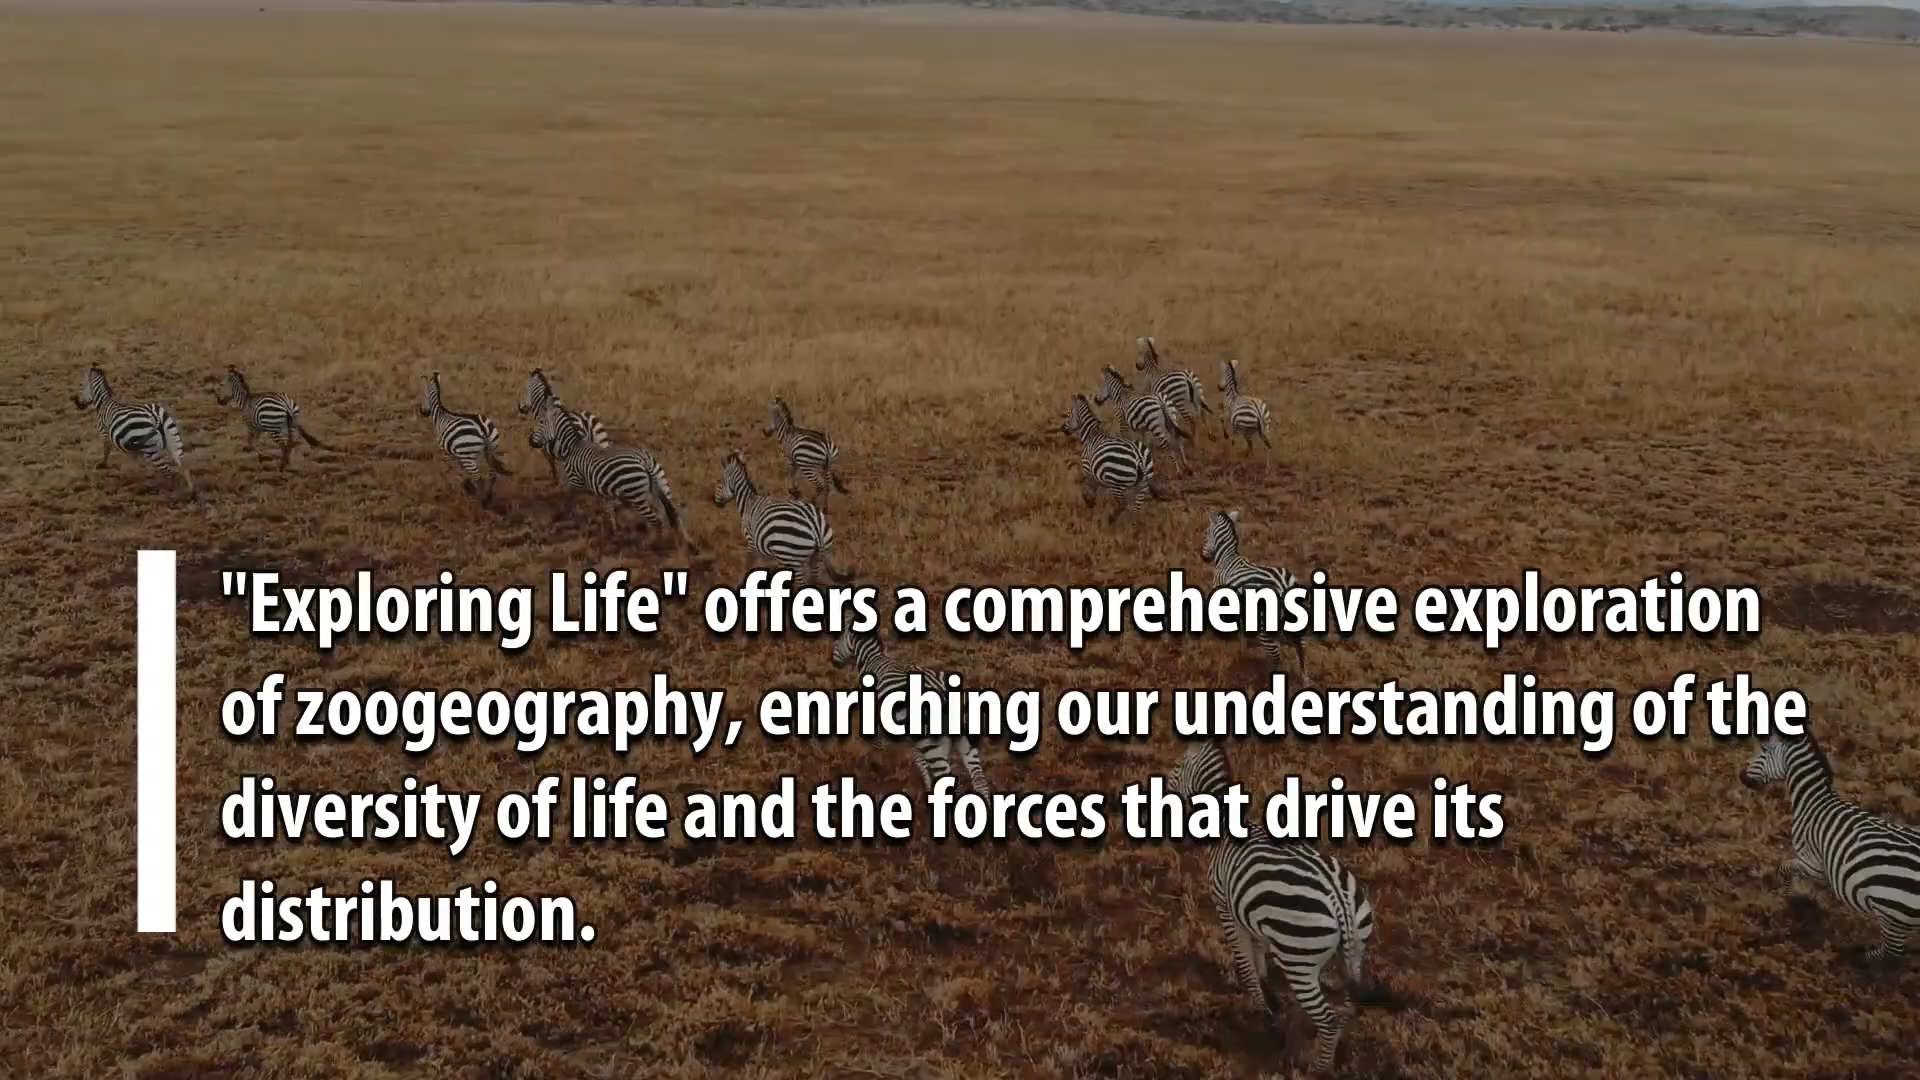 "Exploring Life" offers a comprehensive exploration
of zoogeography, enriching our understanding of the
diversity of life and the forces that drive its
distribution.